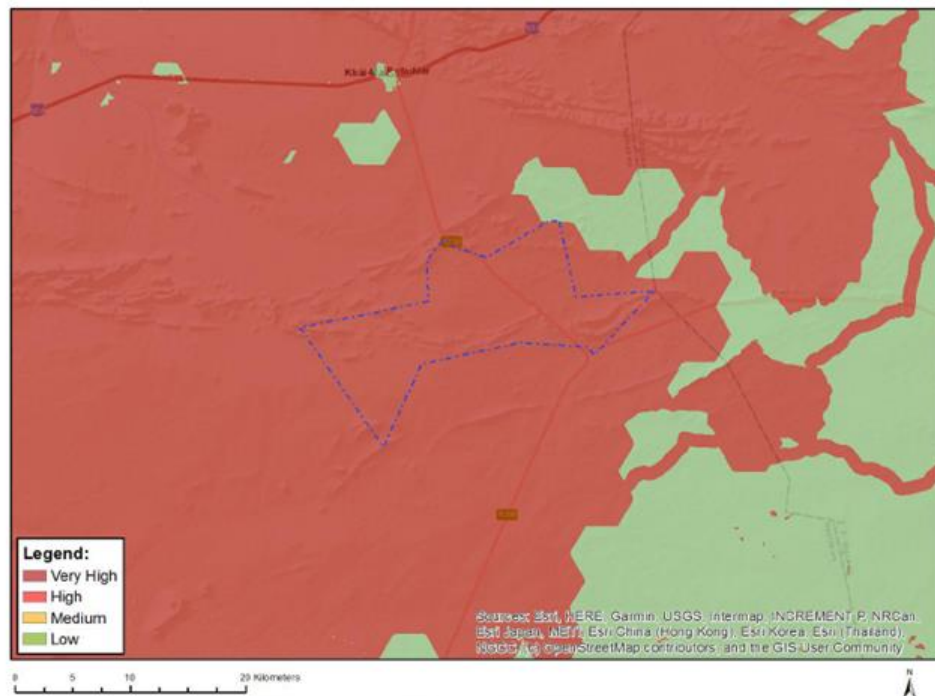 Legend:
Very High
High
Medium
Low
Sources: Esri, HERE, Garmin, USGS, Intermap, INCREMENT P, NRCan,
Esri Japan, METI, Esri China (Hong Kong), Esri Korea, Esri (Thailand),
NGCC, (c) OpenStreetMap contributors, and the GIS User Community
0 5 10 20 Kilometers
N